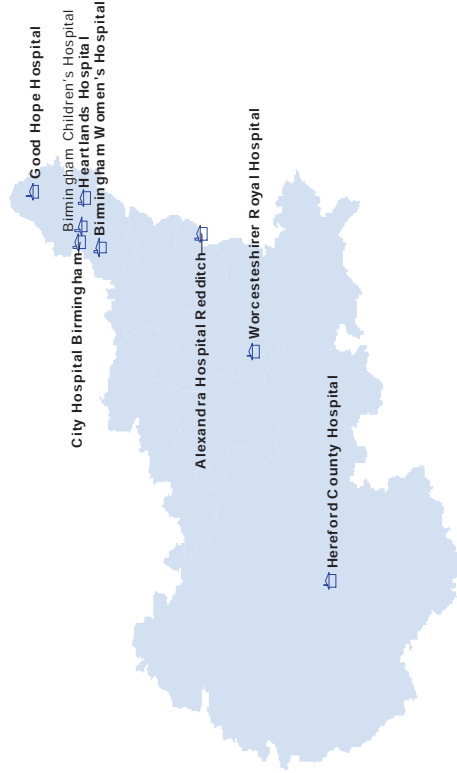 Good Hope Hospital
Birmingham Children's Hospital
Heartlands Hospital
Birmingham Women's Hospital
City Hospital Birmingham
Alexandra Hospital Redditch
Worcesteshirer Royal Hospital
Hereford County Hospital